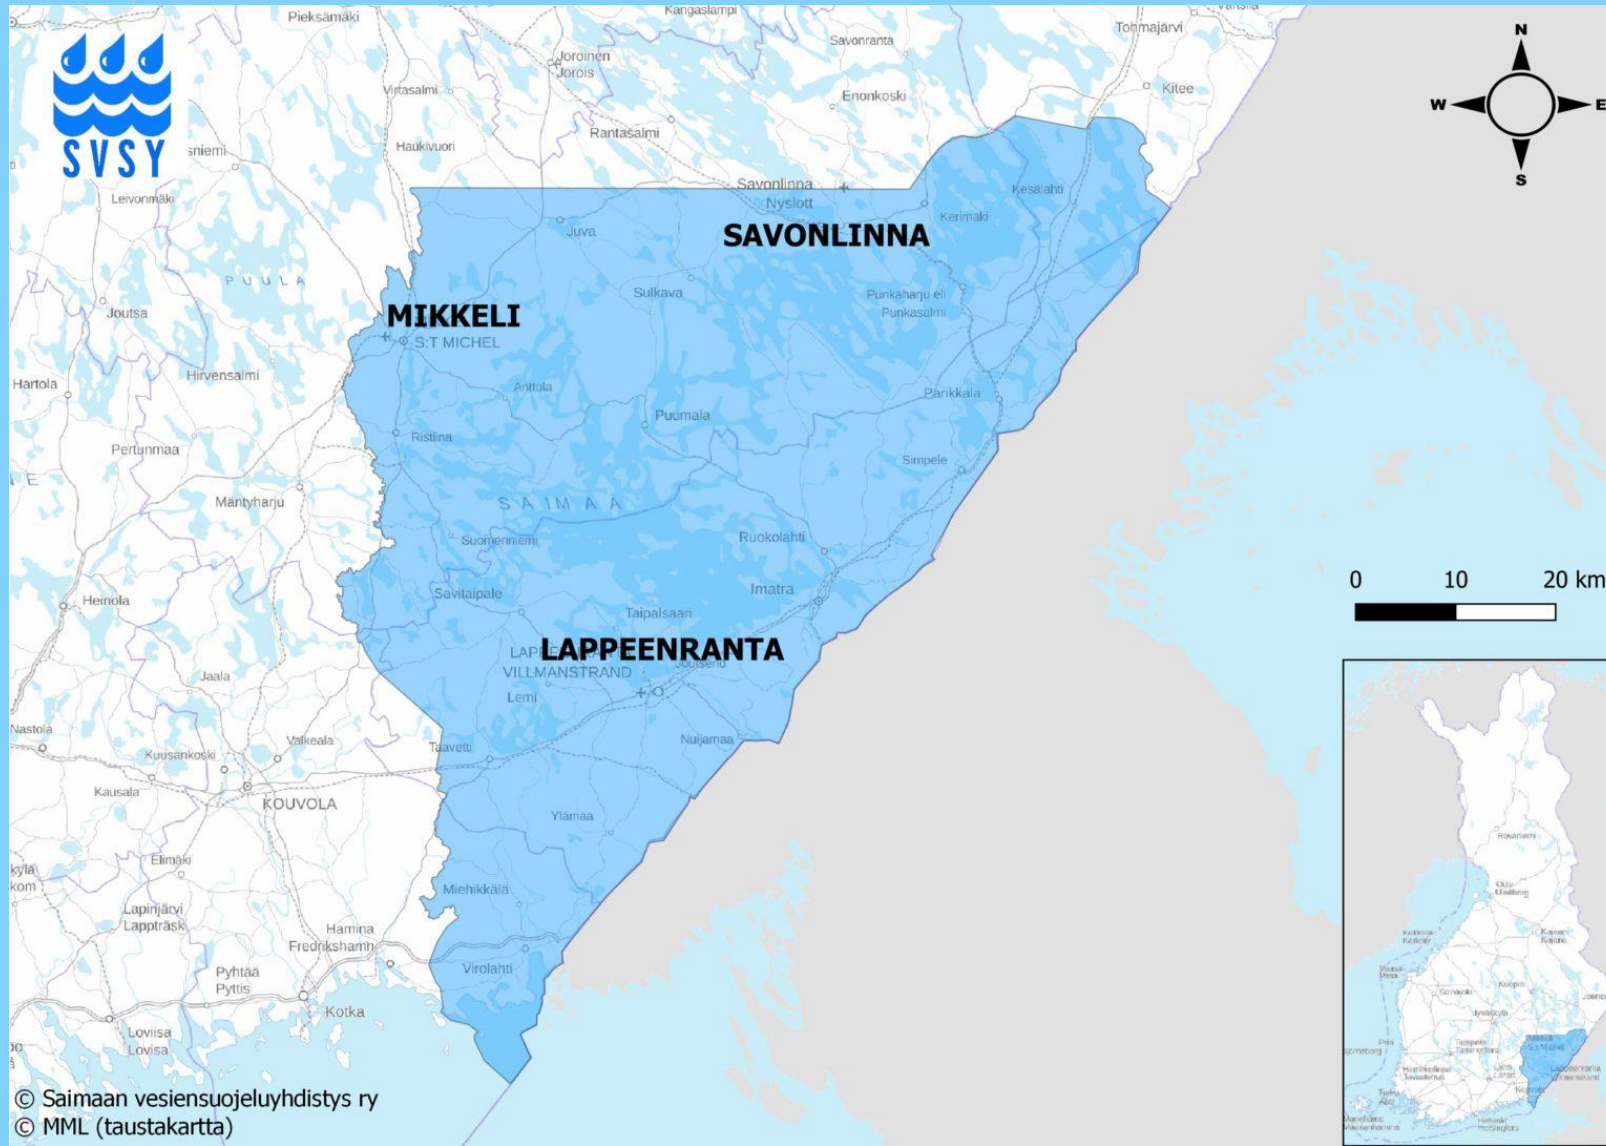 Pieksämäki
Kangaslampi
Tohmajärvi
Savonranta
Joroinen
Jorois
Virtasalmi
Enonkoski
Kitee
Rantasalmi
Haukivuori
SVSY
Leivonmäki
Savonlinna
Nyslott
Kesälahti
Kerimäki
Juva
SAVONLINNA
PUULA
Sulkava
Punkaharju eli
Punkasalmi
Joutsa
MIKKELI
S:T MICHEL
Hirvensalmi
Hartola
Anttola
Parikkala
Puumala
Ristiina
Pertunmaa
Simpele
Mäntyharju
SAIMAA
Suomenniemi
Ruokolahti
Imatra
Savitaipale
Heinola
Taipalsaari
LAPPEENRANTA
VILLMANSTRAND
Joutseno
Lemi
Jaala
Nastola
Valkeala
Kuusankoski
Taavetti
Nuijamaa
Kausala
KOUVOLA
Ylämaa
Elimäki
Miehikkälä
Lapinjärvi
Lappträsk
Hamina
Fredrikshamn
Virolahti
Pyhtää
Pyttis
Kotka
Loviisa
Lovisa
N
W
E
S
0 10 20 km
Rovaniemi
© Saimaan vesiensuojeluyhdistys ry
© MML (taustakartta)